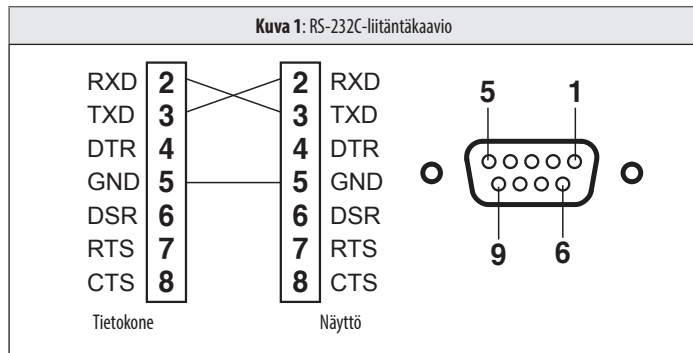 Kuva 1: RS-232C-liitäntäkaavio
RXD 2 2 RXD
TXD 3 3 TXD
DTR 4 4 DTR
GND 5 5 GND
DSR 6 6 DSR
RTS 7 7 RTS
CTS 8 8 CTS
Tietokone Näyttö
5 1
9 6